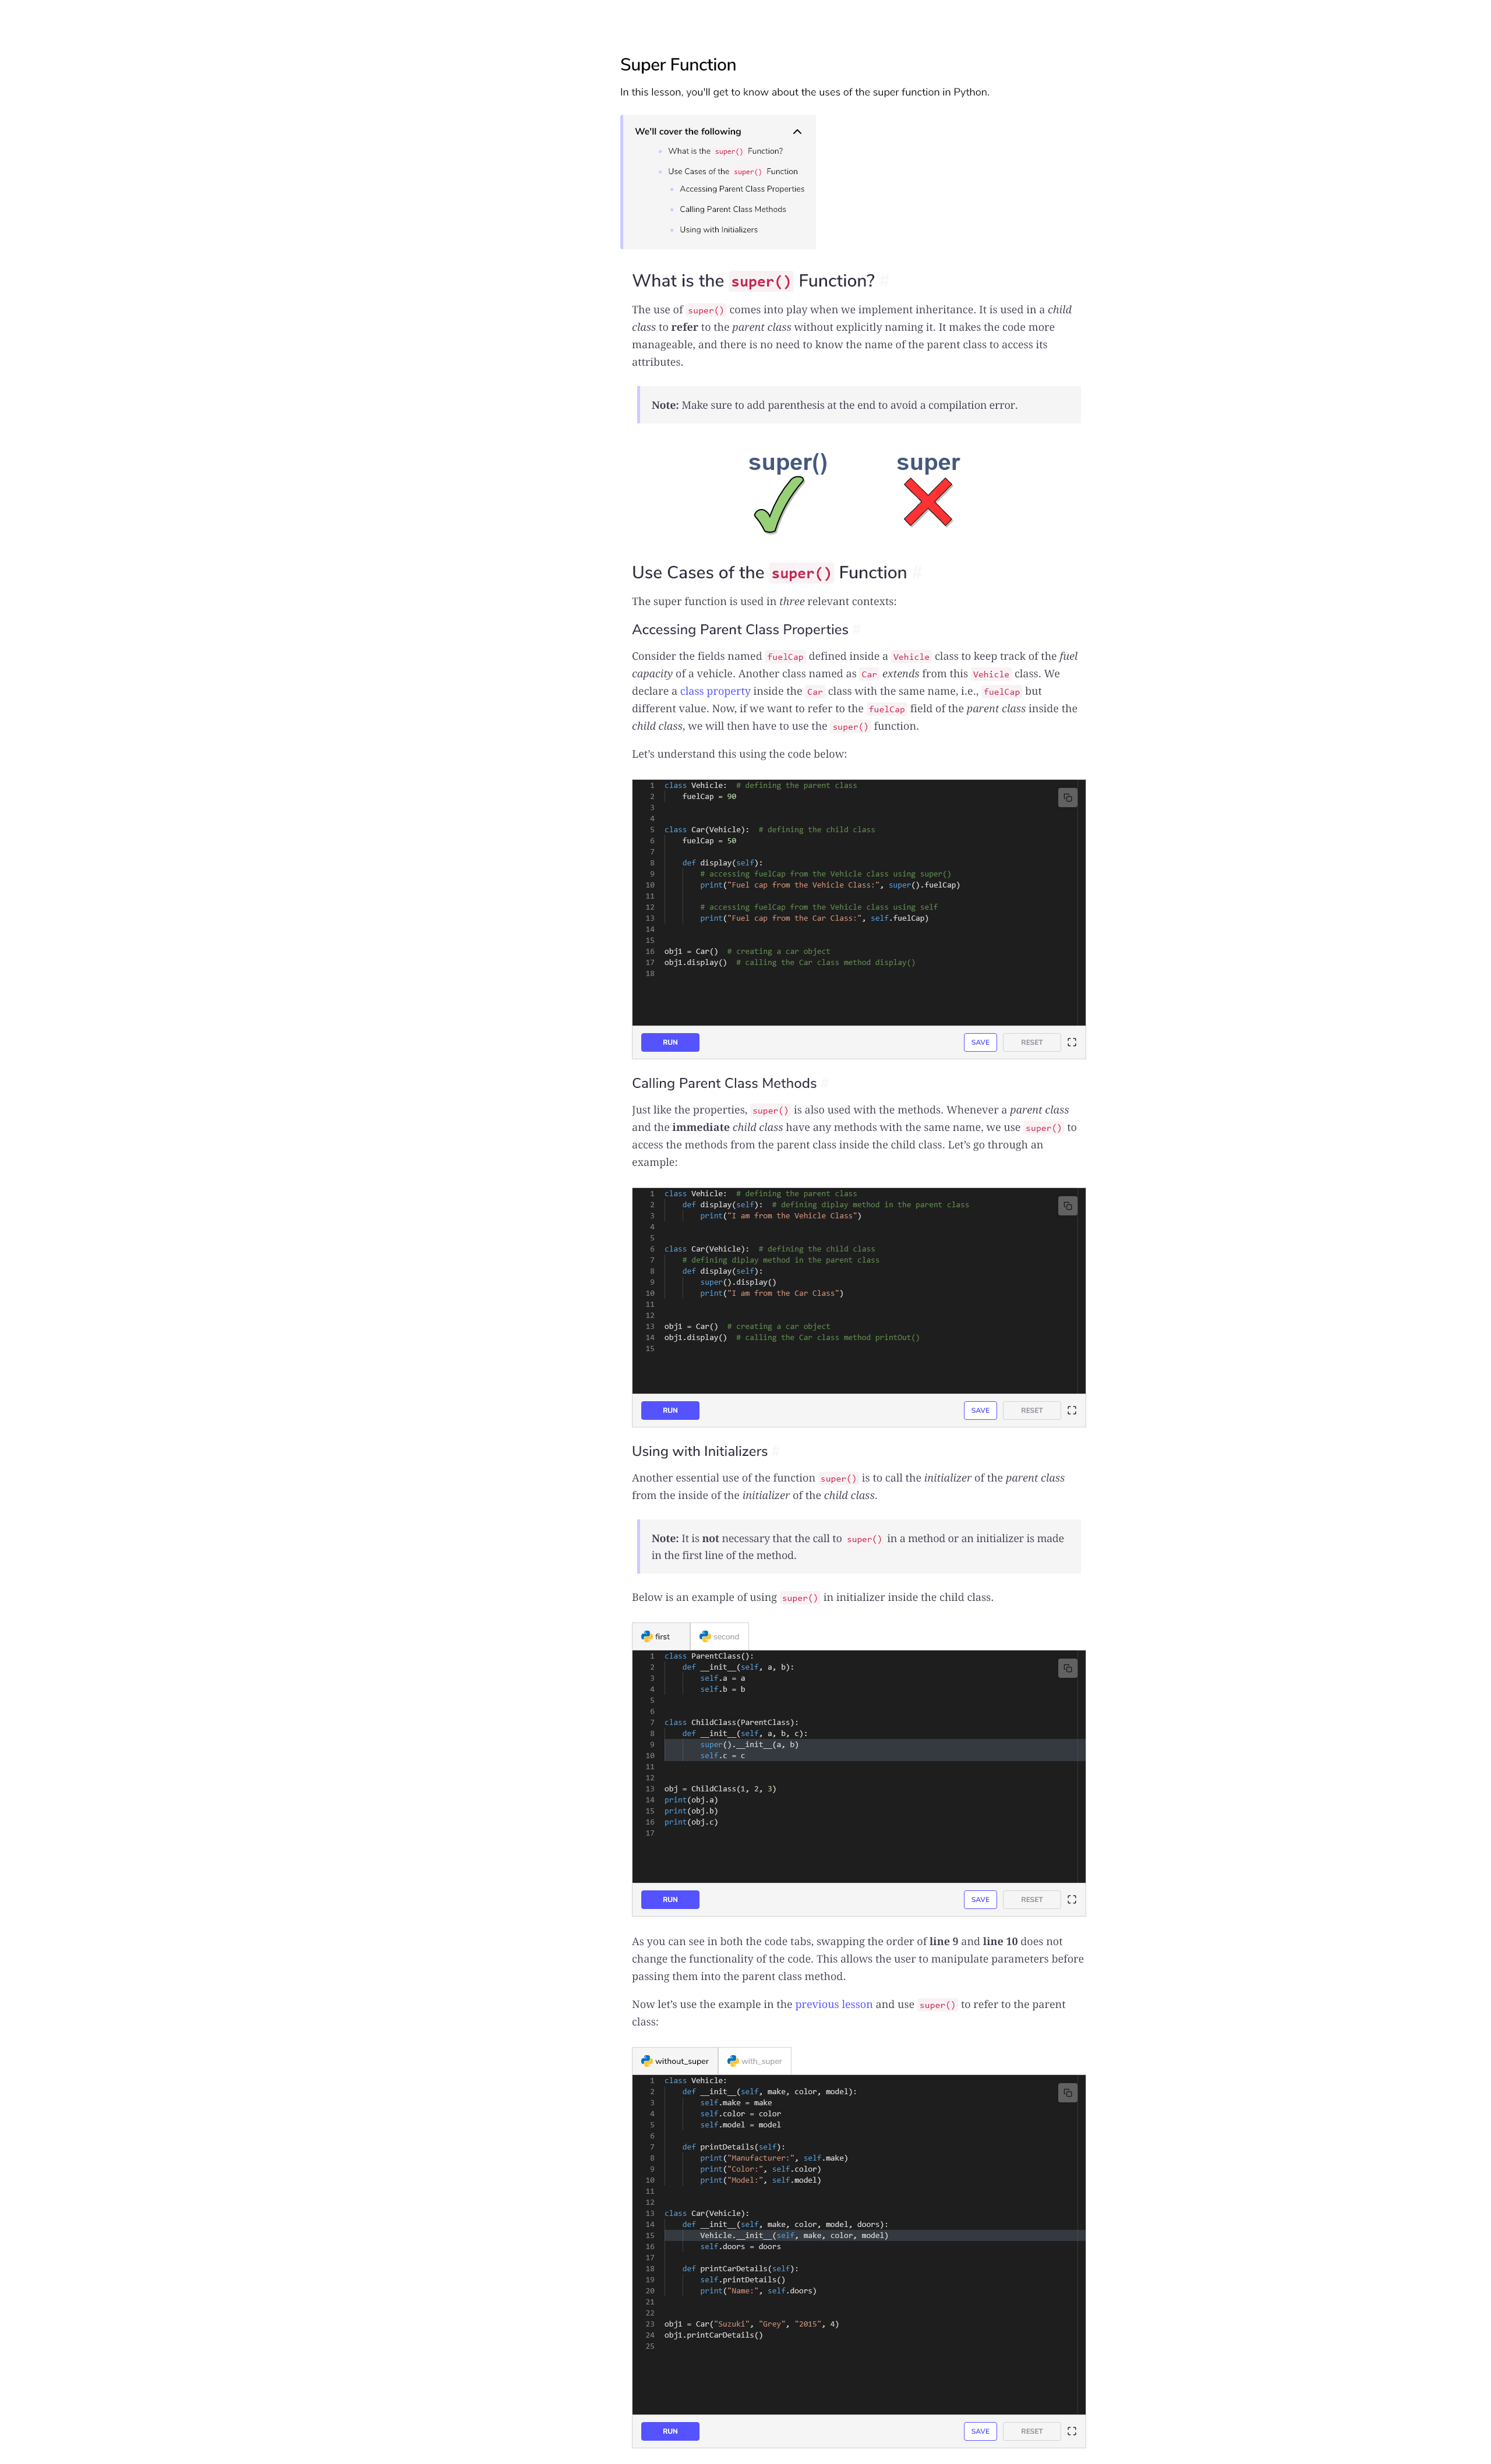 Super Function
In this lesson, you'll get to know about the uses of the super function in Python.
We'll cover the following
What is the super() Function?
Use Cases of the super() Function
Accessing Parent Class Properties
Calling Parent Class Methods
Using with Initializers
What is the super() Function? #
The use of super() comes into play when we implement inheritance. It is used in a child
class to refer to the parent class without explicitly naming it. It makes the code more
manageable, and there is no need to know the name of the parent class to access its
attributes.
Note: Make sure to add parenthesis at the end to avoid a compilation error.
super() super
Use Cases of the super() Function #
The super function is used in three relevant contexts:
Accessing Parent Class Properties #
Consider the fields named fuelCap defined inside a Vehicle class to keep track of the fuel
capacity of a vehicle. Another class named as Car extends from this Vehicle class. We
declare a class property inside the Car class with the same name, i.e., fuelCap but
different value. Now, if we want to refer to the fuelCap field of the parent class inside the
child class, we will then have to use the super() function.
Let's understand this using the code below:
1 class Vehicle:  # defining the parent class
2     fuelCap = 90
3
4
5 class Car(Vehicle):  # defining the child class
6     fuelCap = 50
7
8     def display(self):
9         # accessing fuelCap from the Vehicle class using super()
10         print("Fuel cap from the Vehicle Class:", super().fuelCap)
11
12         # accessing fuelCap from the Vehicle class using self
13         print("Fuel cap from the Car Class:", self.fuelCap)
14
15
16 obj1 = Car()  # creating a car object
17 obj1.display()  # calling the Car class method display()
18
RUN SAVE RESET
Calling Parent Class Methods #
Just like the properties, super() is also used with the methods. Whenever a parent class
and the immediate child class have any methods with the same name, we use super() to
access the methods from the parent class inside the child class. Let's go through an
example:
1 class Vehicle:  # defining the parent class
2     def display(self):  # defining diplay method in the parent class
3         print("I am from the Vehicle Class")
4
5
6 class Car(Vehicle):  # defining the child class
7     # defining diplay method in the parent class
8     def display(self):
9         super().display()
10         print("I am from the Car Class")
11
12
13 obj1 = Car()  # creating a car object
14 obj1.display()  # calling the Car class method printOut()
15
RUN SAVE RESET
Using with Initializers #
Another essential use of the function super() is to call the initializer of the parent class
from the inside of the initializer of the child class.
Note: It is not necessary that the call to super() in a method or an initializer is made
in the first line of the method.
Below is an example of using super() in initializer inside the child class.
first second
1 class ParentClass():
2     def __init__(self, a, b):
3         self.a = a
4         self.b = b
5
6
7 class ChildClass(ParentClass):
8     def __init__(self, a, b, c):
9         super().__init__(a, b)
10         self.c = c
11
12
13 obj = ChildClass(1, 2, 3)
14 print(obj.a)
15 print(obj.b)
16 print(obj.c)
17
RUN SAVE RESET
As you can see in both the code tabs, swapping the order of line 9 and line 10 does not
change the functionality of the code. This allows the user to manipulate parameters before
passing them into the parent class method.
Now let's use the example in the previous lesson and use super() to refer to the parent
class:
without_super with_super
1 class Vehicle:
2     def __init__(self, make, color, model):
3         self.make = make
4         self.color = color
5         self.model = model
6
7     def printDetails(self):
8         print("Manufacturer:", self.make)
9         print("Color:", self.color)
10         print("Model:", self.model)
11
12
13 class Car(Vehicle):
14     def __init__(self, make, color, model, doors):
15         Vehicle.__init__(self, make, color, model)
16         self.doors = doors
17
18     def printCarDetails(self):
19         self.printDetails()
20         print("Name:", self.doors)
21
22
23 obj1 = Car("Suzuki", "Grey", "2015", 4)
24 obj1.printCarDetails()
25
RUN SAVE RESET